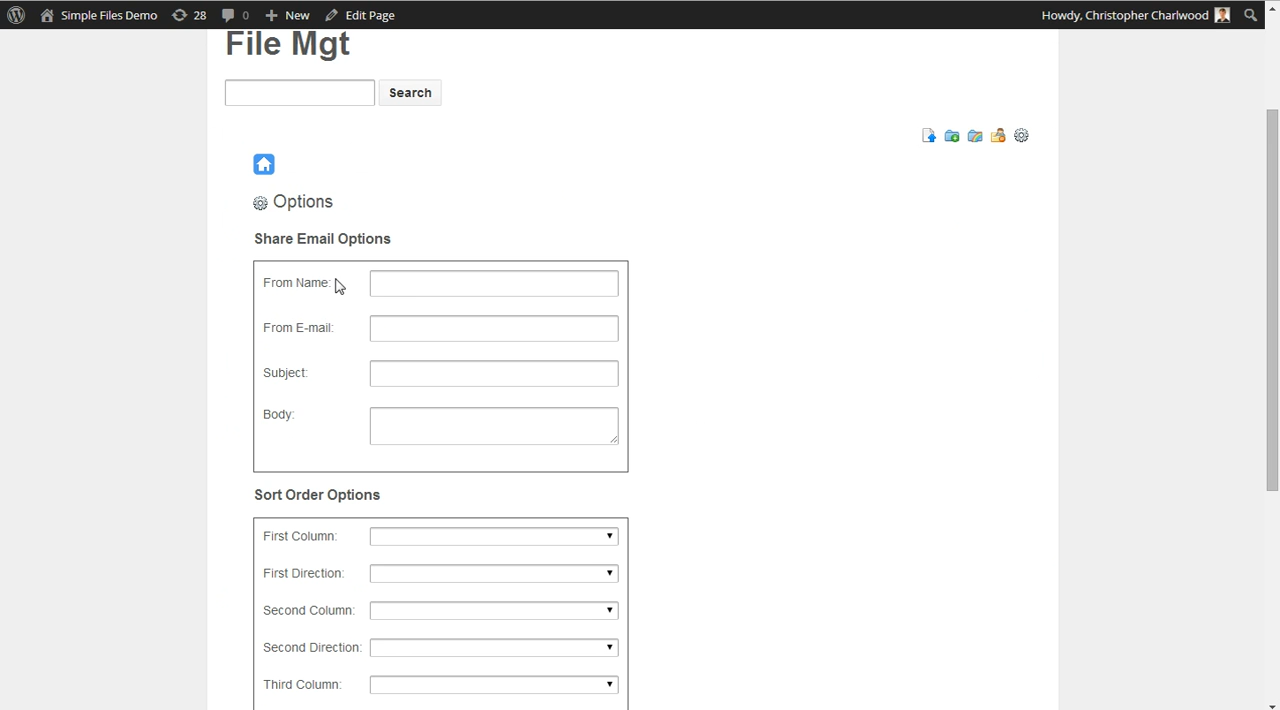 Simple Files Demo 28 0 New Edit Page Howdy, Christopher Charlwood
File Mgt
Search
Options
Share Email Options
From Name:
From E-mail:
Subject:
Body:
Sort Order Options
First Column:
First Direction:
Second Column:
Second Direction:
Third Column: